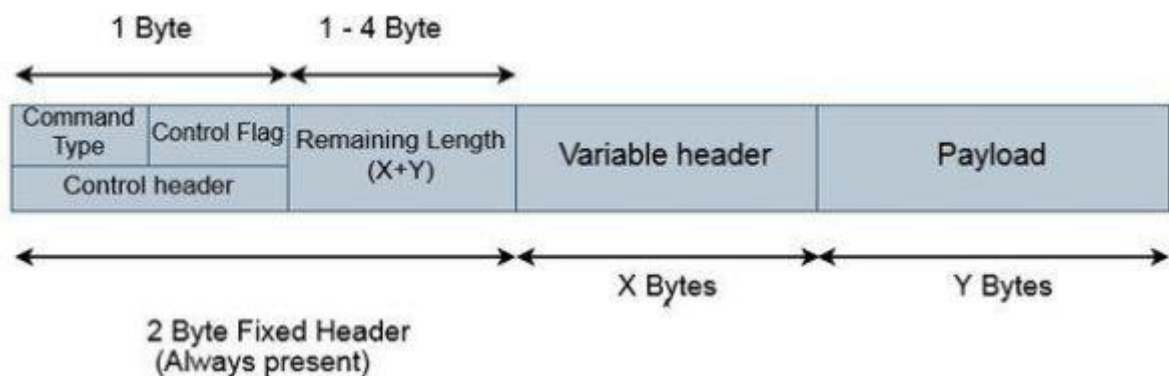 1 Byte
1 - 4 Byte
Command
Type
Control Flag
Control header
Remaining Length
(X+Y)
Variable header
Payload
X Bytes
Y Bytes
2 Byte Fixed Header
(Always present)